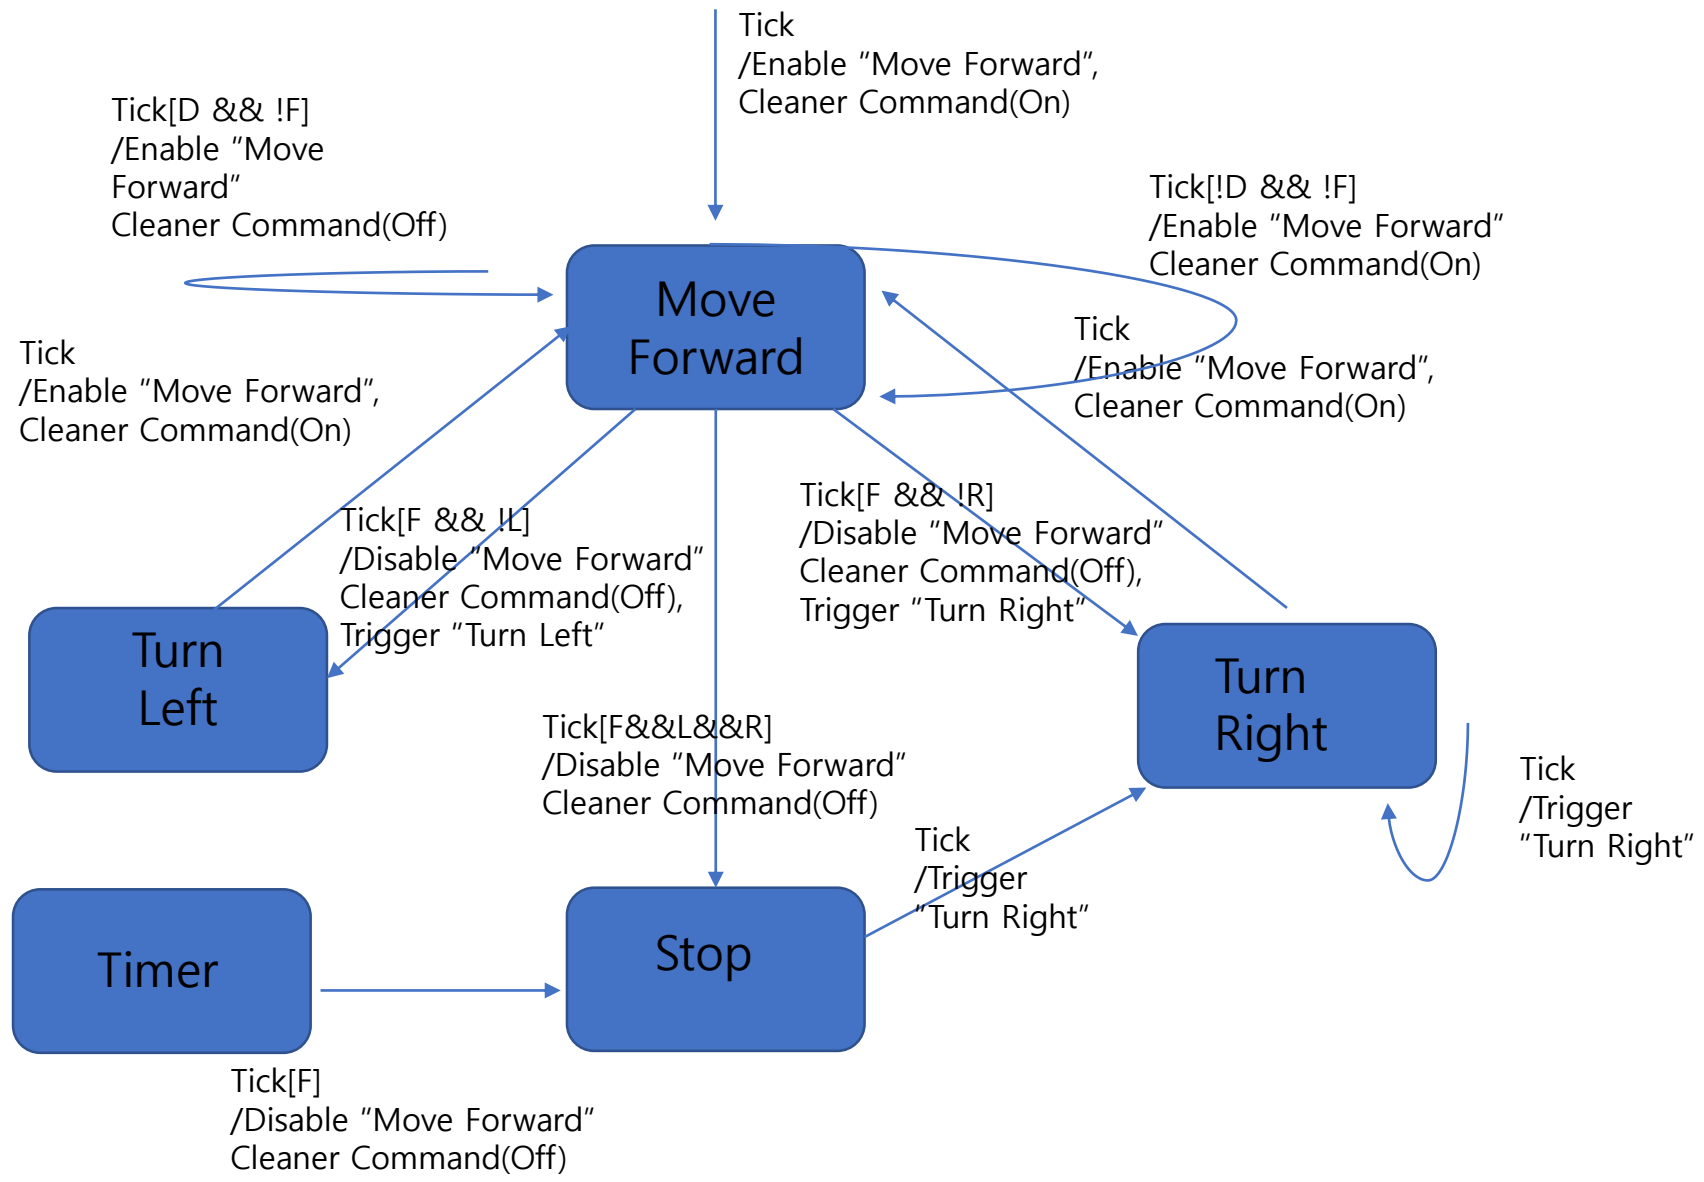 Tick
/Enable “Move Forward”,
Cleaner Command(On)
Tick[D && !F]
/Enable “Move
Forward”
Cleaner Command(Off)
Tick[!D && !F]
/Enable “Move Forward”
Cleaner Command(On)
Move
Forward
Tick
/Enable “Move Forward”,
Cleaner Command(On)
Tick
/Enable “Move Forward”,
Cleaner Command(On)
Tick[F && !L]
/Disable “Move Forward”
Cleaner Command(Off),
Trigger “Turn Left”
Tick[F && !R]
/Disable “Move Forward”
Cleaner Command(Off),
Trigger “Turn Right”
Turn
Left
Turn
Right
Tick[F&&L&&R]
/Disable “Move Forward”
Cleaner Command(Off)
Tick
/Trigger
“Turn Right”
Tick
/Trigger
“Turn Right”
Timer
Stop
Tick[F]
/Disable “Move Forward”
Cleaner Command(Off)